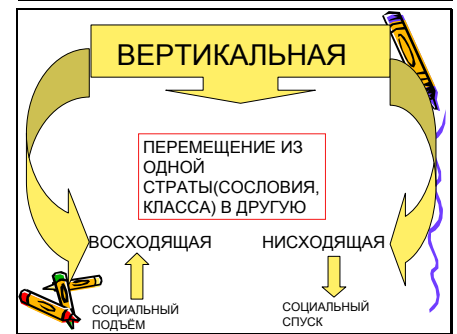 ВЕРТИКАЛЬНАЯ
ПЕРЕМЕЩЕНИЕ ИЗ
ОДНОЙ
СТРАТЫ(СОСЛОВИЯ,
КЛАССА) В ДРУГУЮ
ВОСХОДЯЩАЯ
НИСХОДЯЩАЯ
СОЦИАЛЬНЫЙ
ПОДЪЁМ
СОЦИАЛЬНЫЙ
СПУСК